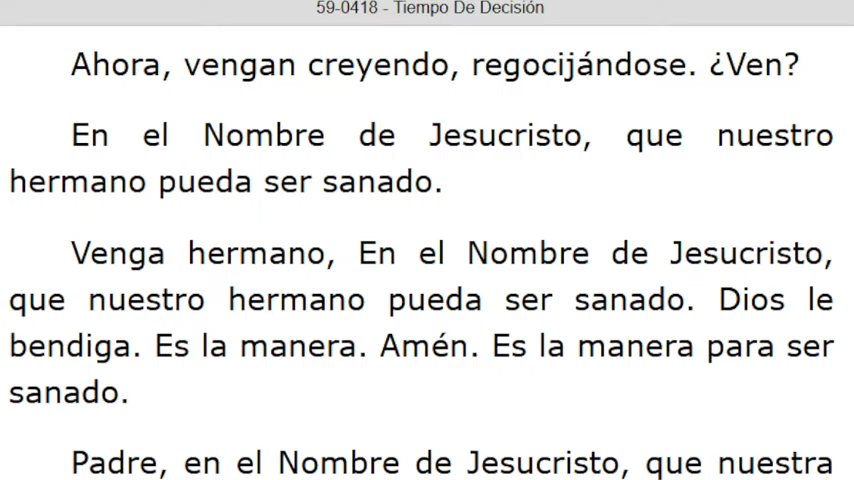 59-0418 - Tiempo De Decisión
Ahora, vengan creyendo, regocijándose. ¿Ven?
En el Nombre de Jesucristo, que nuestro
hermano pueda ser sanado.
Venga hermano, En el Nombre de Jesucristo,
que nuestro hermano pueda ser sanado. Dios le
bendiga. Es la manera. Amén. Es la manera para ser
sanado.
Padre, en el Nombre de Jesucristo, que nuestra